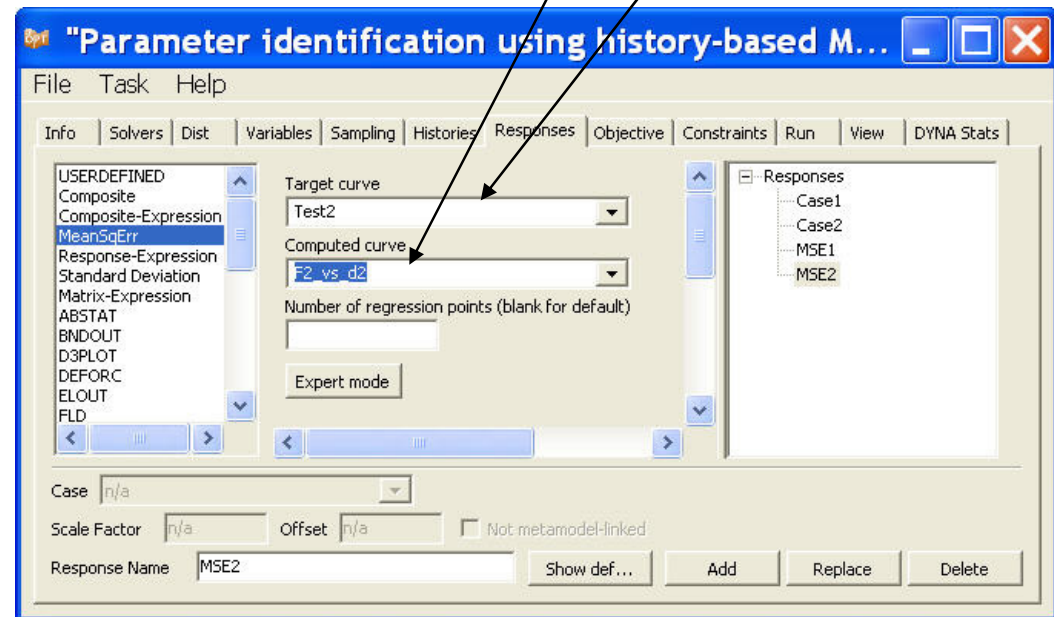 "Parameter identification using history-based M...
File Task Help
Info Solvers Dist Variables Sampling Histories Responses Objective Constraints Run View DYNA Stats
USERDEFINED
Composite
Composite-Expression
MeanSqErr
Response-Expression
Standard Deviation
Matrix-Expression
ABSTAT
BNDOUT
D3PLOT
DEFORC
ELOUT
FLD
Target curve
Test2
Computed curve
F2_vs_d2
Number of regression points (blank for default)
Expert mode
Responses
Case1
Case2
MSE1
MSE2
Case n/a
Scale Factor n/a Offset n/a Not metamodel-linked
Response Name MSE2 Show def... Add Replace Delete